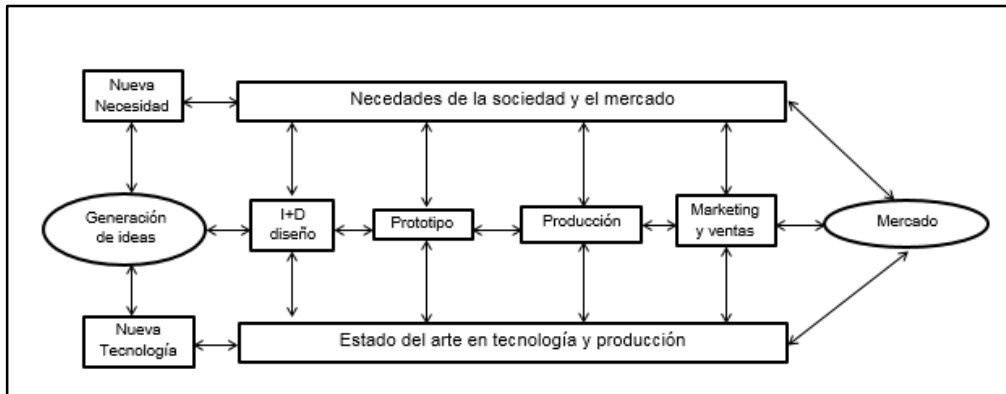 Nueva
Necesidad
Necedades de la sociedad y el mercado
Generación
de ideas
I+D
diseño
Prototipo
Producción
Marketing
y ventas
Mercado
Nueva
Tecnología
Estado del arte en tecnología y producción